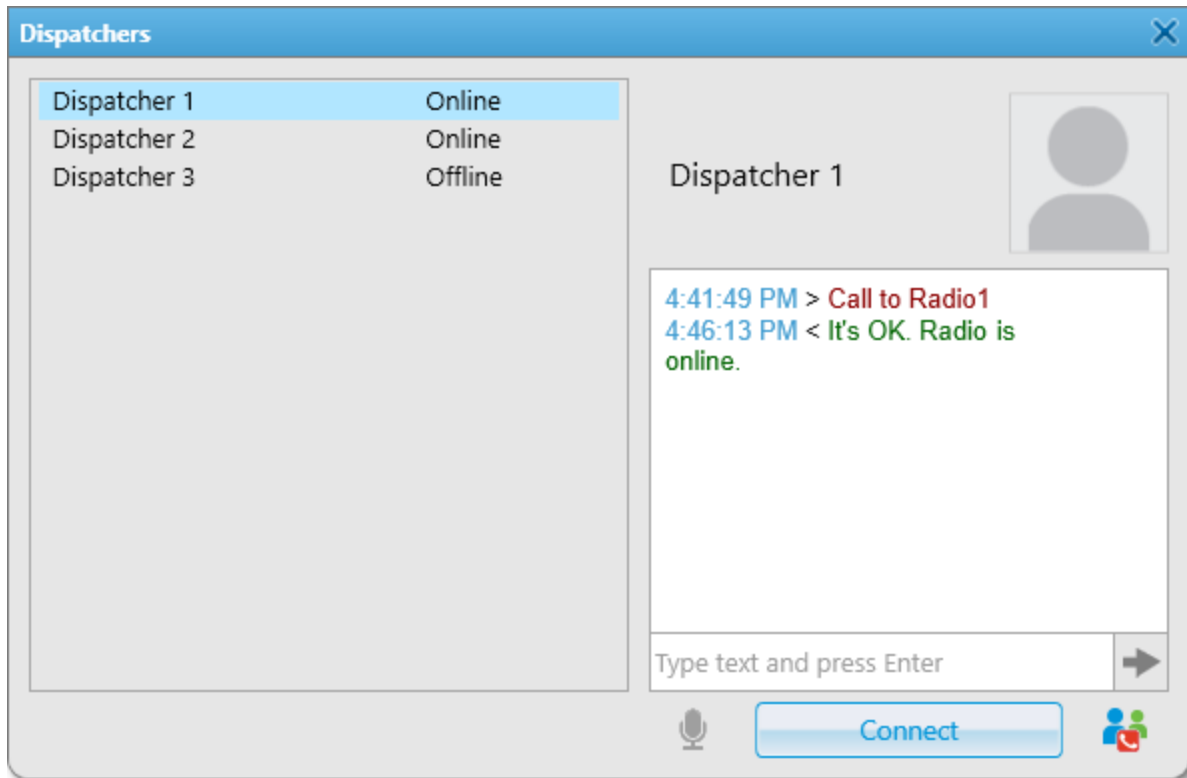 Dispatchers
Dispatcher 1 Online
Dispatcher 2 Online
Dispatcher 3 Offline
Dispatcher 1
4:41:49 PM > Call to Radio1
4:46:13 PM < It's OK. Radio is
online.
Type text and press Enter
Connect